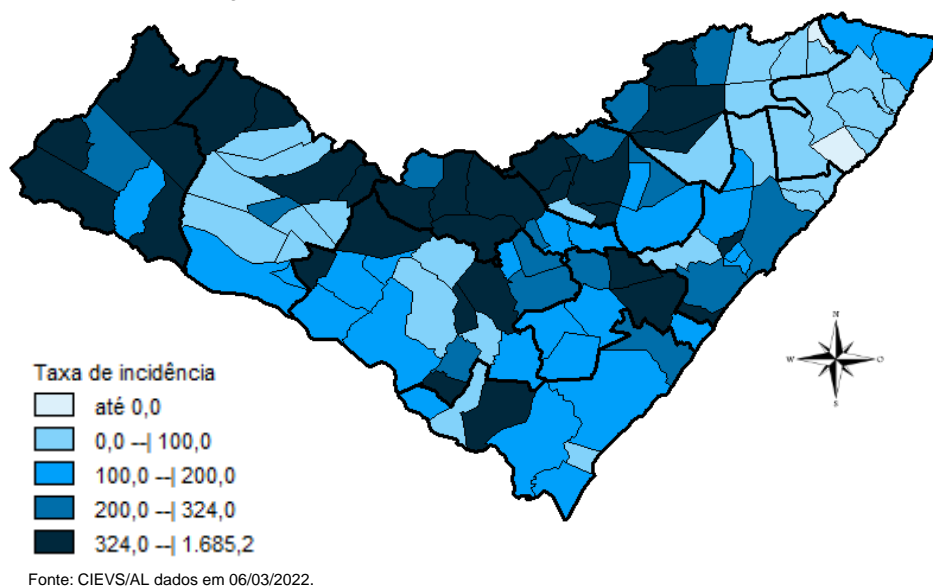 N
W
O
S
Taxa de incidência
até 0,0
0,0 --| 100,0
100,0 --| 200,0
200,0 --| 324,0
324,0 --| 1.685,2
Fonte: CIEVS/AL dados em 06/03/2022.